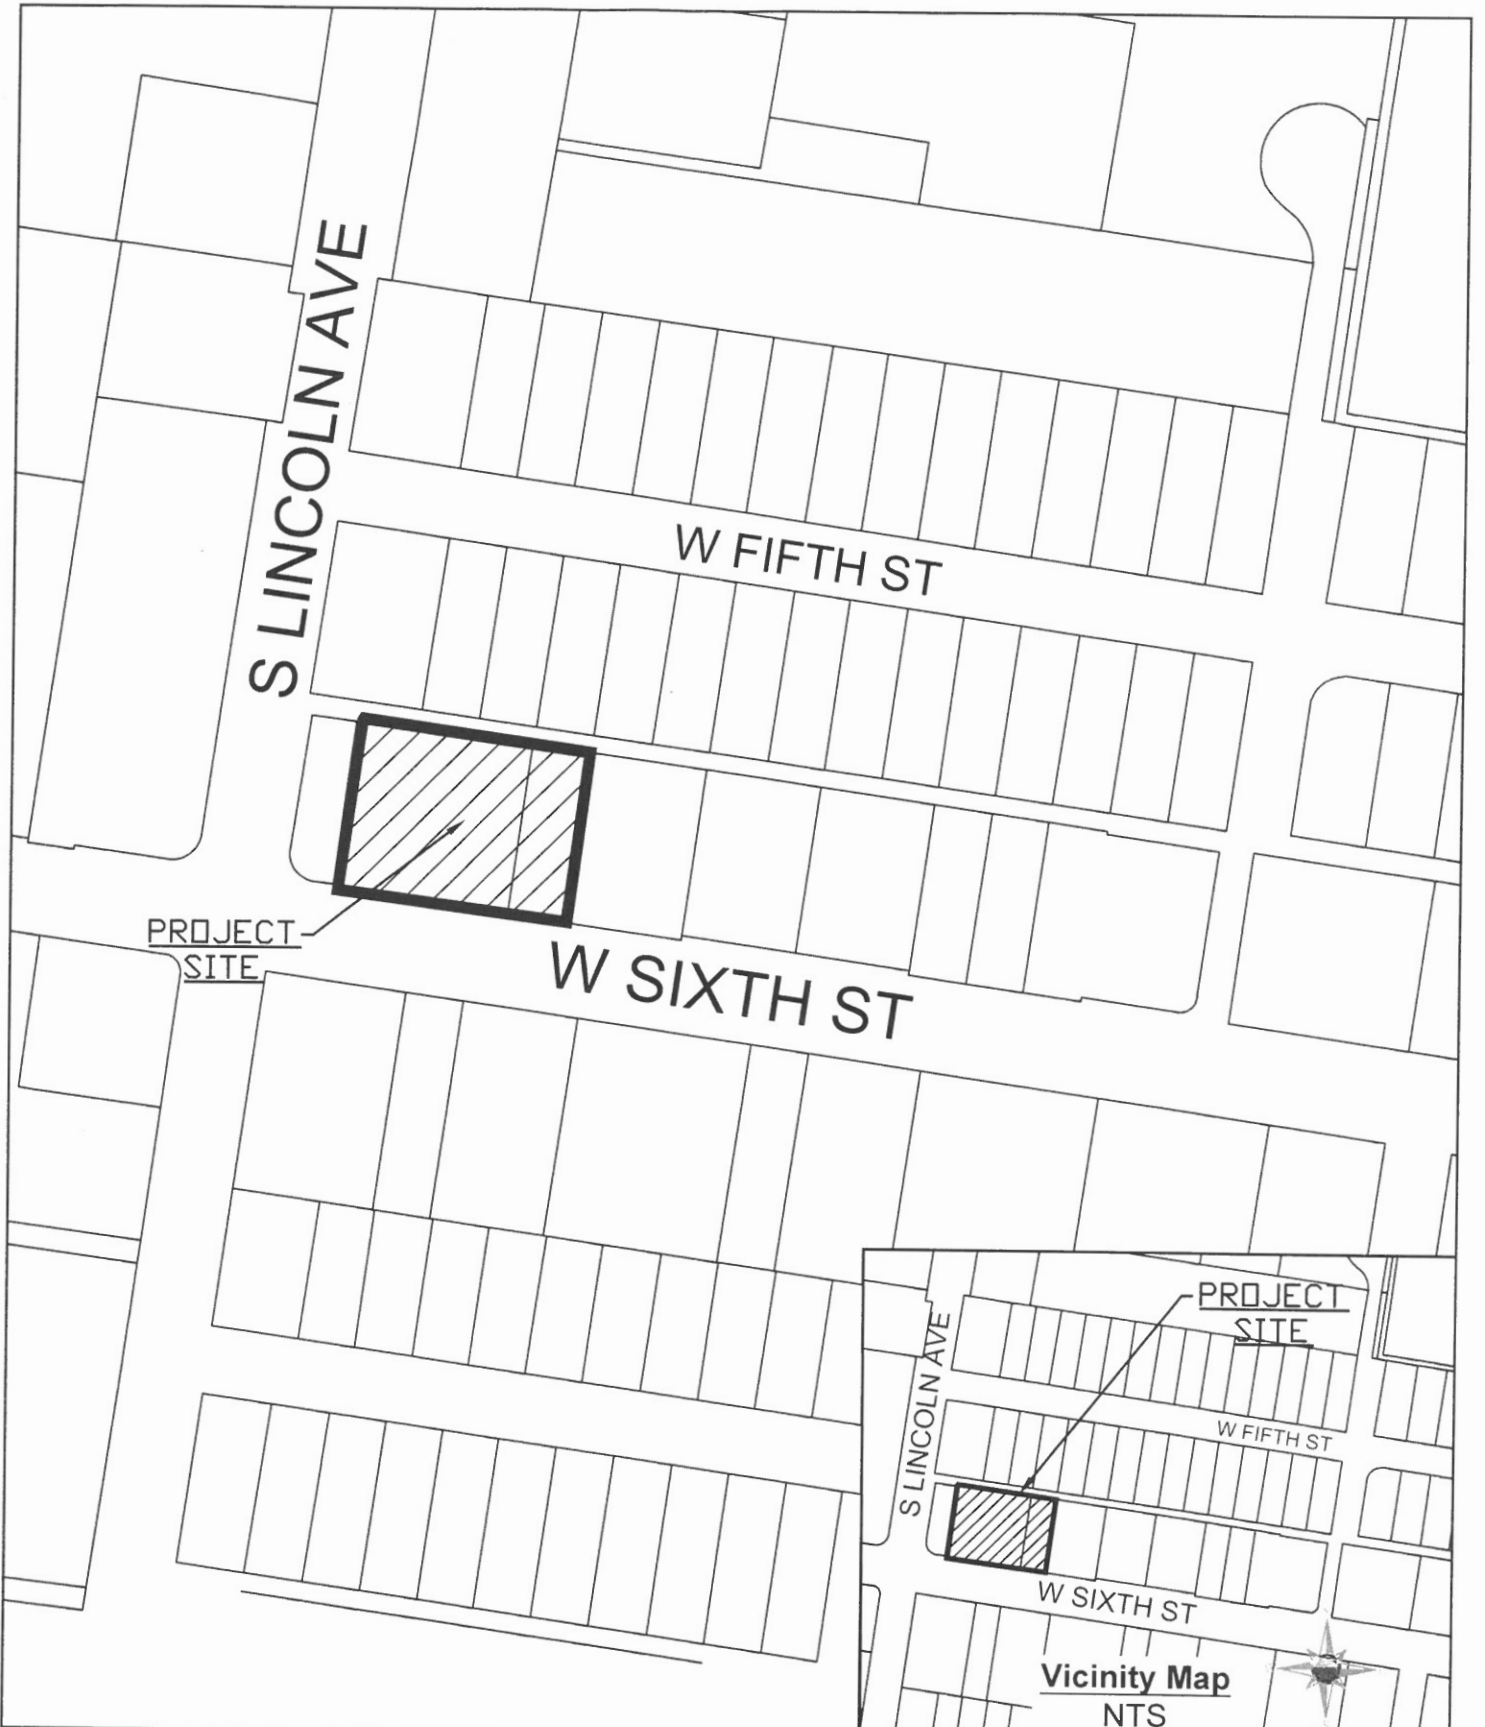 S LINCOLN AVE
W FIFTH ST
PROJECT
SITE
W SIXTH ST
PROJECT
SITE
S LINCOLN AVE
W FIFTH ST
W SIXTH ST
Vicinity Map
NTS